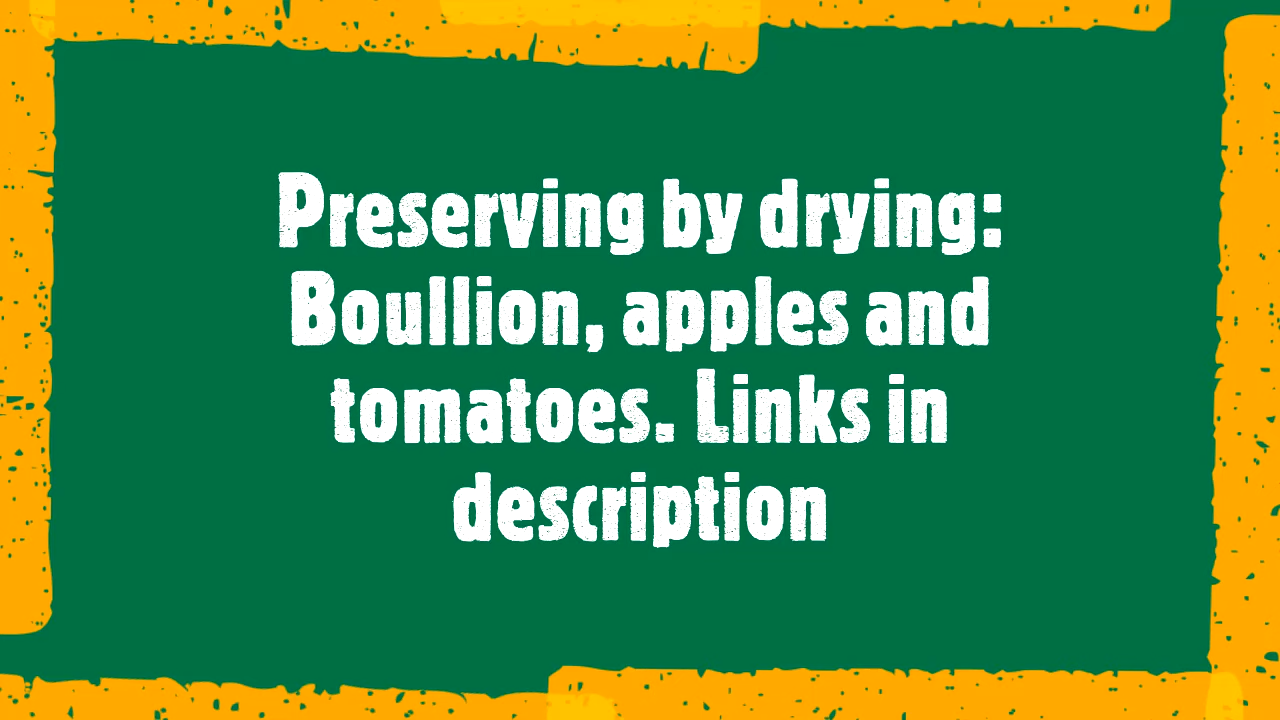 Preserving by drying:
Boullion, apples and
tomatoes. Links in
description